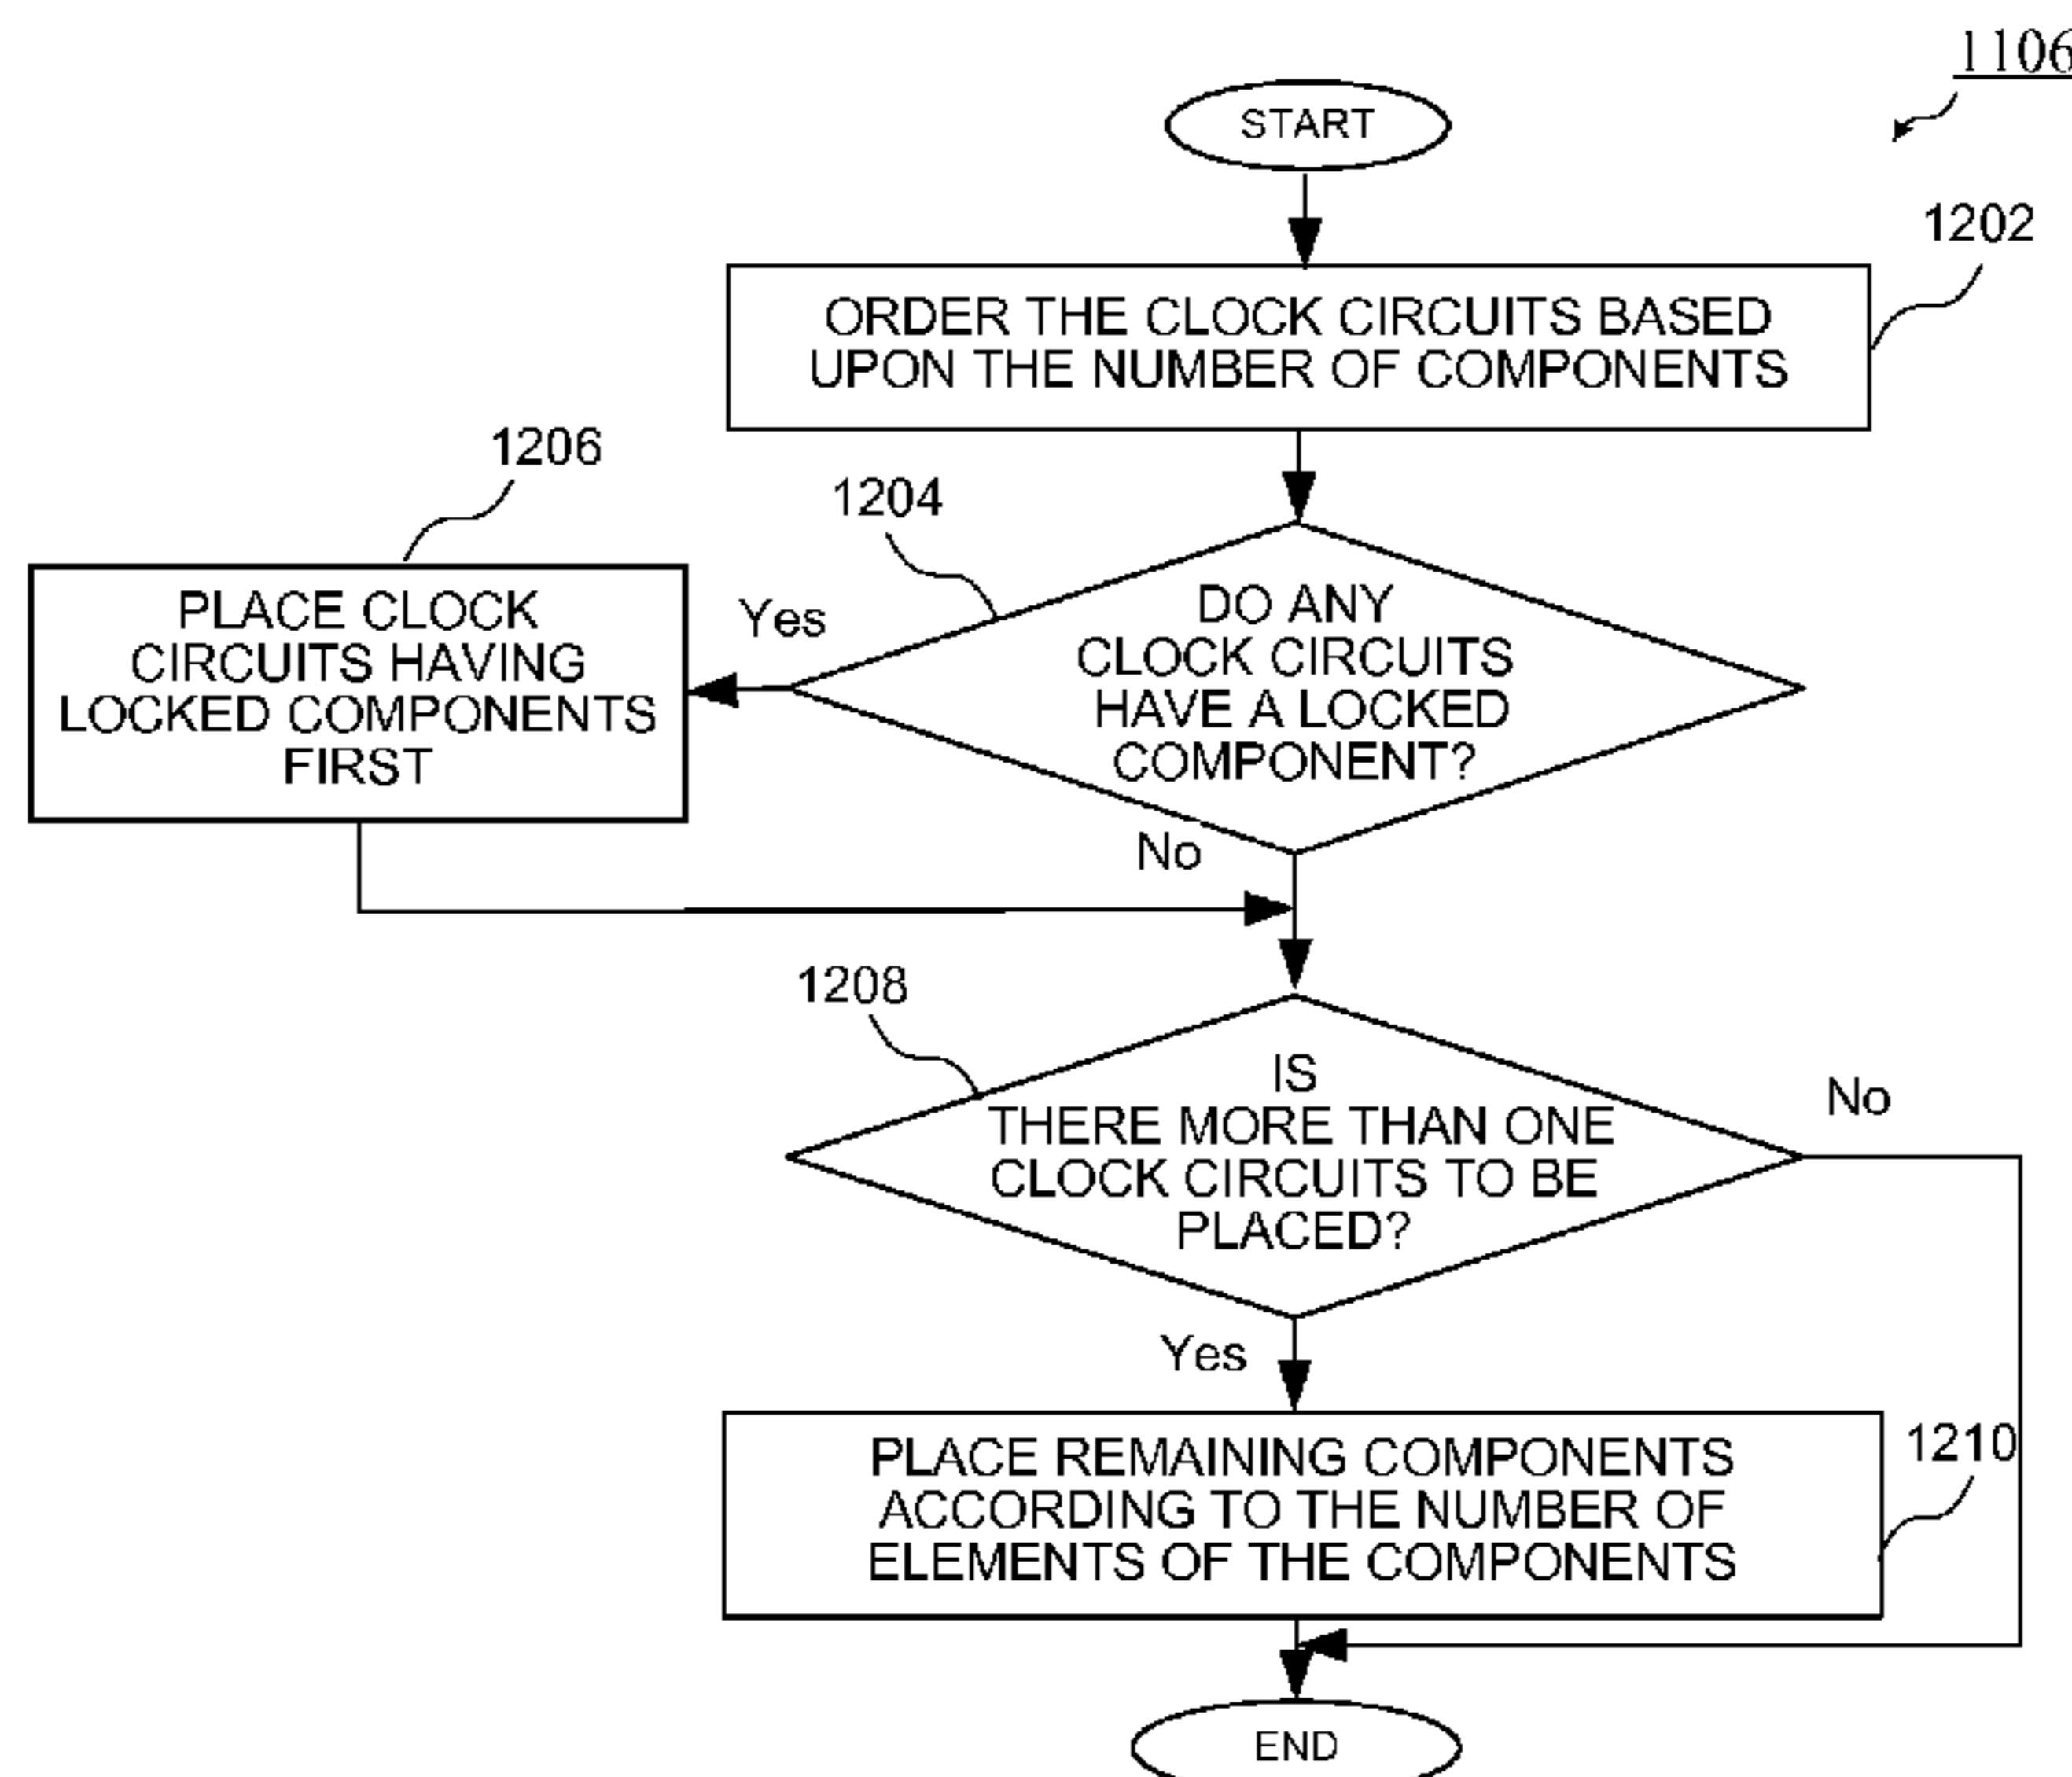 1106
START
1202
ORDER THE CLOCK CIRCUITS BASED
UPON THE NUMBER OF COMPONENTS
1206
1204
PLACE CLOCK
CIRCUITS HAVING
LOCKED COMPONENTS
FIRST
Yes
DO ANY
CLOCK CIRCUITS
HAVE A LOCKED
COMPONENT?
No
1208
IS
THERE MORE THAN ONE
CLOCK CIRCUITS TO BE
PLACED?
No
Yes
PLACE REMAINING COMPONENTS
ACCORDING TO THE NUMBER OF
ELEMENTS OF THE COMPONENTS
1210
END